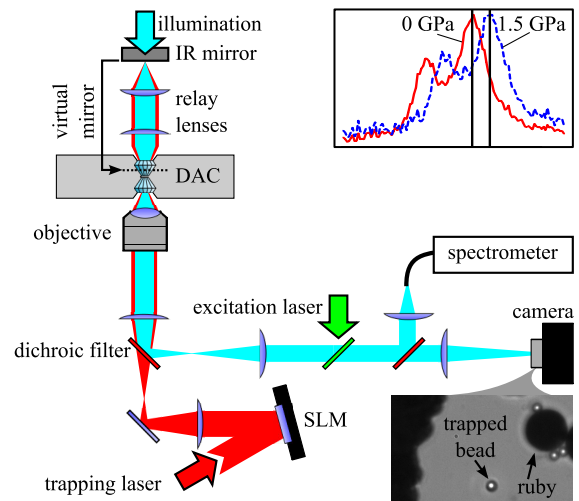 illumination
IR mirror
virtual
mirror
relay
lenses
DAC
objective
0 GPa
1.5 GPa
spectrometer
excitation laser
camera
dichroic filter
SLM
trapping laser
trapped
bead
ruby